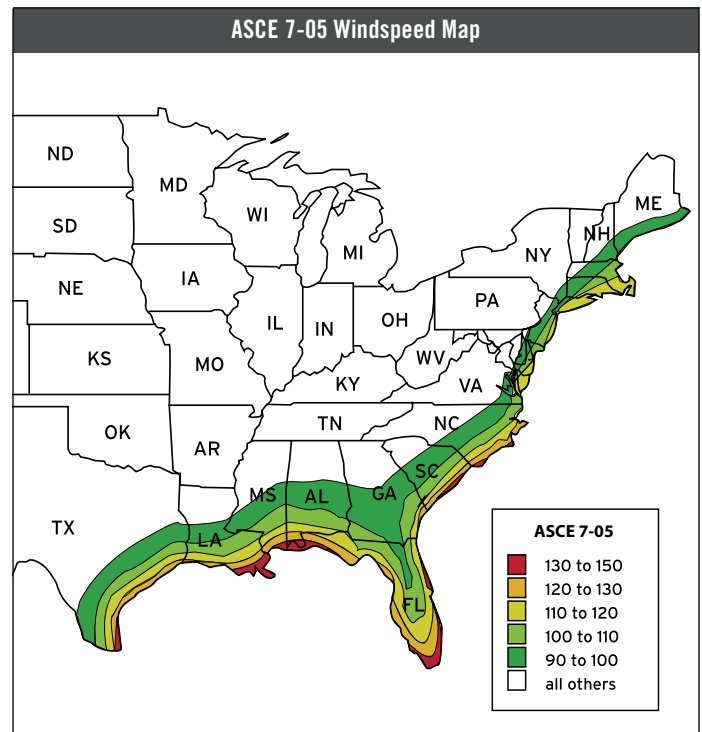 ASCE 7-05 Windspeed Map
ND
MD
ME
WI
SD
NH
MI
NY
IA
NE
PA
IL
IN
OH
WV
KS
MO
KY
VA
TN
NC
OK
AR
SC
MS
AL
GA
TX
LA
FL
ASCE 7-05
130 to 150
120 to 130
110 to 120
100 to 110
90 to 100
all others